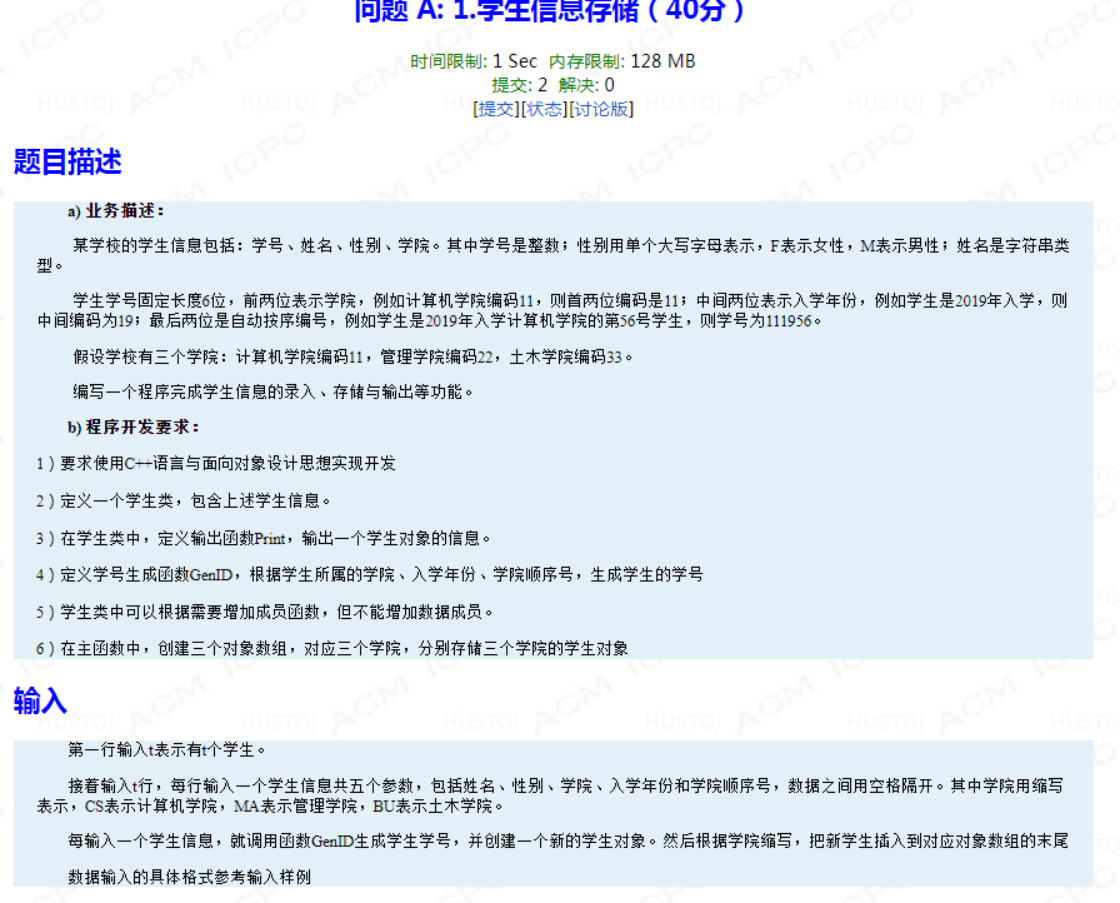 问题 A: 1.学生信息存储（40分）
时间限制: 1 Sec 内存限制: 128 MB
提交: 2 解决: 0
[提交][状态][讨论版]
题目描述
a) 业务描述：
某学校的学生信息包括：学号、姓名、性别、学院。其中学号是整数；性别用单个大写字母表示，F表示女性，M表示男性；姓名是字符串类
型。
学生学号固定长度6位，前两位表示学院，例如计算机学院编码11，则首两位编码是11；中间两位表示入学年份，例如学生是2019年入学，则
中间编码为19；最后两位是自动按序编号，例如学生是2019年入学计算机学院的第56号学生，则学号为111956。
假设学校有三个学院：计算机学院编码11，管理学院编码22，土木学院编码33。
编写一个程序完成学生信息的录入、存储与输出等功能。
b) 程序开发要求：
1）要求使用C++语言与面向对象设计思想实现开发
2）定义一个学生类，包含上述学生信息。
3）在学生类中，定义输出函数Print，输出一个学生对象的信息。
4）定义学号生成函数GenID，根据学生所属的学院、入学年份、学院顺序号，生成学生的学号
5）学生类中可以根据需要增加成员函数，但不能增加数据成员。
6）在主函数中，创建三个对象数组，对应三个学院，分别存储三个学院的学生对象
输入
第一行输入t表示有t个学生。
接着输入t行，每行输入一个学生信息共五个参数，包括姓名、性别、学院、入学年份和学院顺序号，数据之间用空格隔开。其中学院用缩写
表示，CS表示计算机学院，MA表示管理学院，BU表示土木学院。
每输入一个学生信息，就调用函数GenID生成学生学号，并创建一个新的学生对象。然后根据学院缩写，把新学生插入到对应对象数组的末尾
数据输入的具体格式参考输入样例